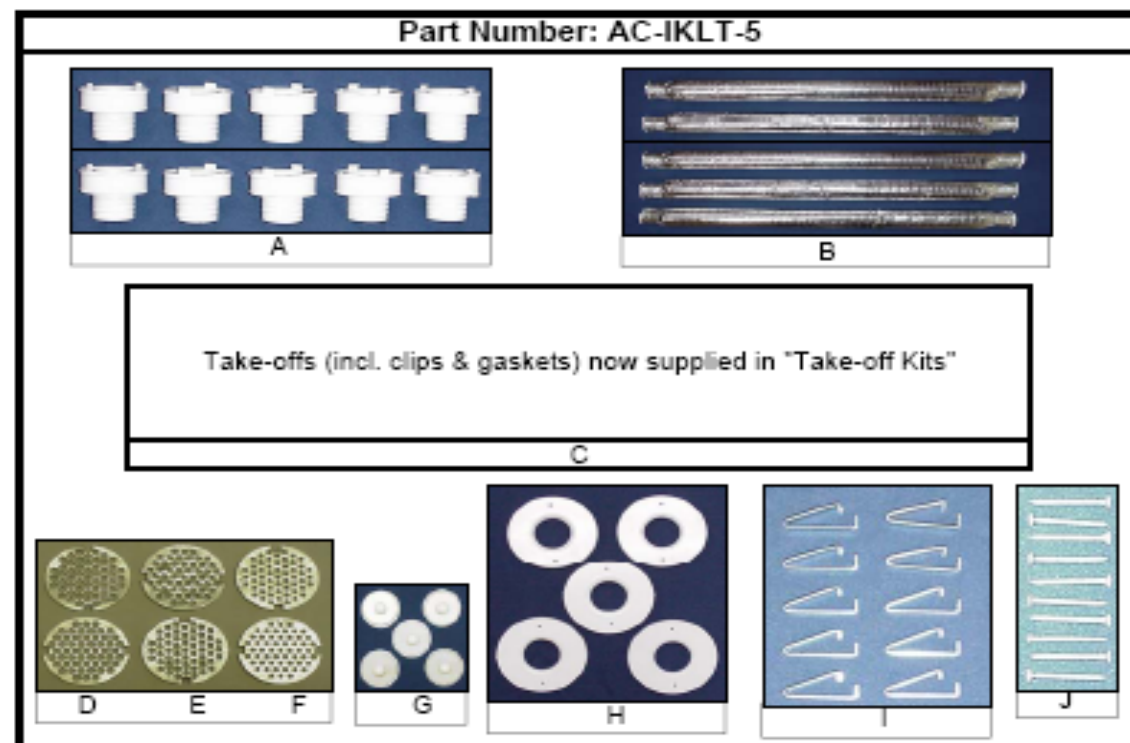 Part Number: AC-IKLT-5
A
B
Take-offs (incl. clips & gaskets) now supplied in "Take-off Kits"
C
D E F
G
H
I
J